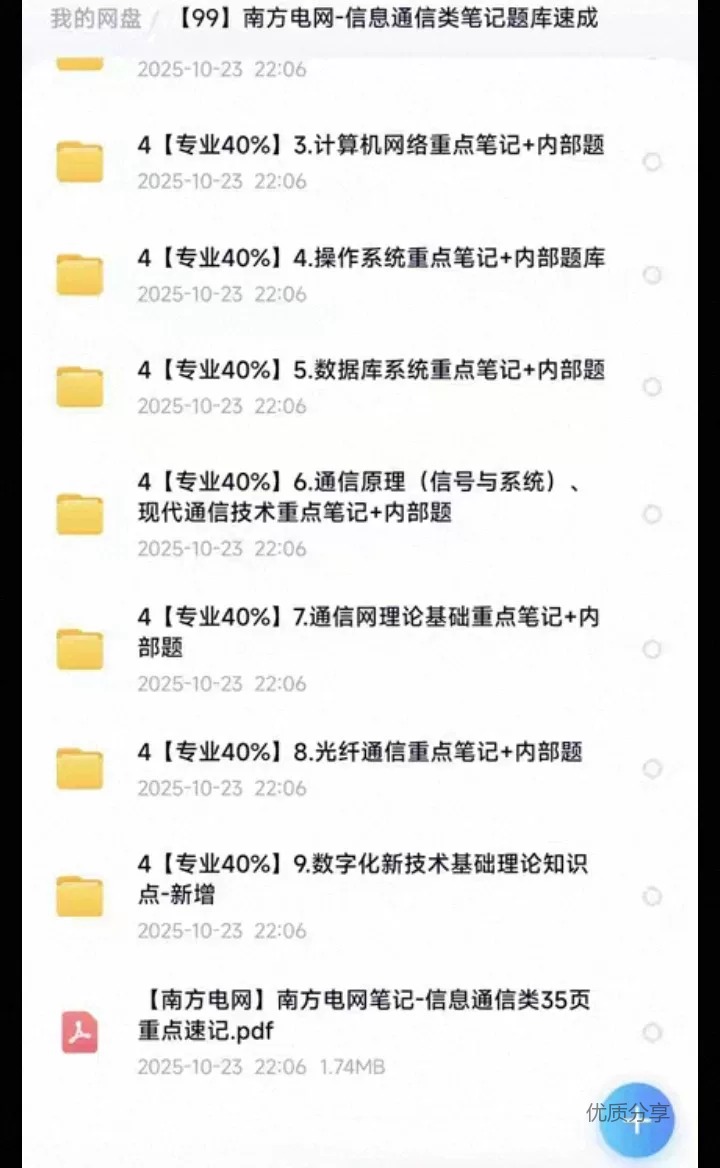 我的网盘 / 【99】南方电网-信息通信类笔记题库速成
2025-10-23 22:06
4【专业40%】3.计算机网络重点笔记+内部题
2025-10-23 22:06
4【专业40%】4.操作系统重点笔记+内部题库
2025-10-23 22:06
4【专业40%】5.数据库系统重点笔记+内部题
2025-10-23 22:06
4【专业40%】6.通信原理（信号与系统）、
现代通信技术重点笔记+内部题
2025-10-23 22:06
4【专业40%】7.通信网理论基础重点笔记+内
部题
2025-10-23 22:06
4【专业40%】8.光纤通信重点笔记+内部题
2025-10-23 22:06
4【专业40%】9.数字化新技术基础理论知识
点-新增
2025-10-23 22:06
【南方电网】南方电网笔记-信息通信类35页
重点速记.pdf
2025-10-23 22:06 1.74MB
优质分享